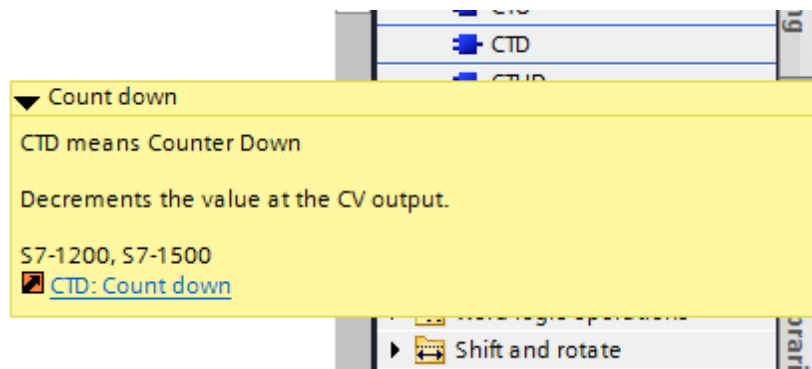 CTD
Count down
CTD means Counter Down
Decrements the value at the CV output.
S7-1200, S7-1500
CTD: Count down
Shift and rotate